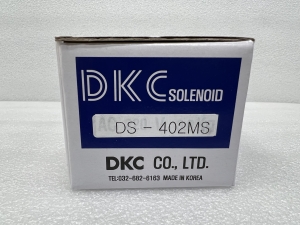 DKC SOLENOID
DS - 402MS
DKC CO., LTD.
TEL:032-682-6163 MADE IN KOREA